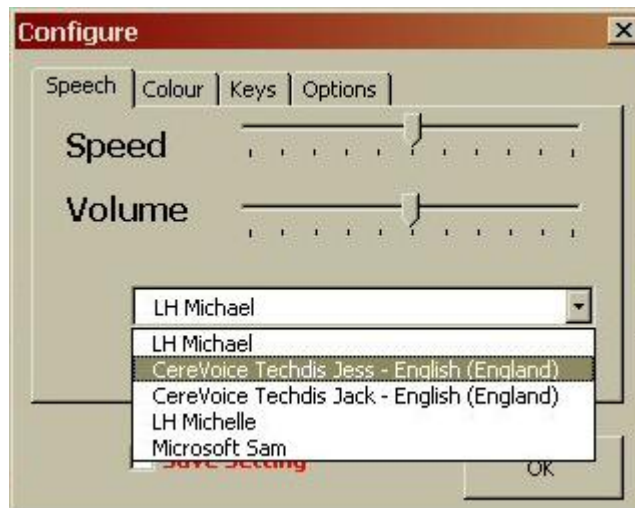 Configure
Speech Colour Keys Options
Speed
Volume
LH Michael
LH Michael
CereVoice Techdis Jess - English (England)
CereVoice Techdis Jack - English (England)
LH Michelle
Microsoft Sam
Save Setting
OK